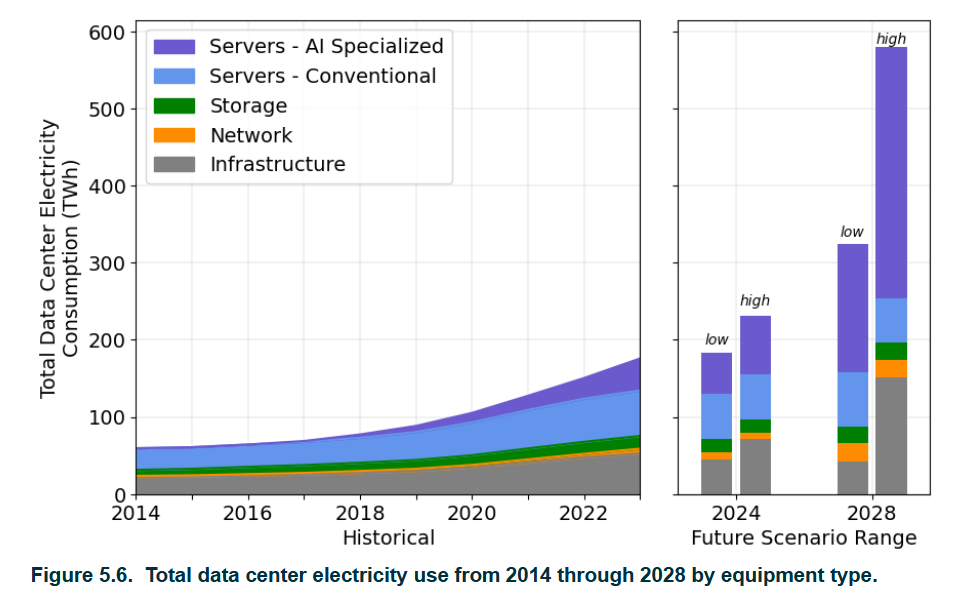 Total Data Center Electricity
Consumption (TWh)
600
500
400
300
200
100
0
Servers - AI Specialized
Servers - Conventional
Storage
Network
Infrastructure
2014
2016
2018
2020
2022
Historical
low
high
low
high
2024
2028
Future Scenario Range
Figure 5.6. Total data center electricity use from 2014 through 2028 by equipment type.